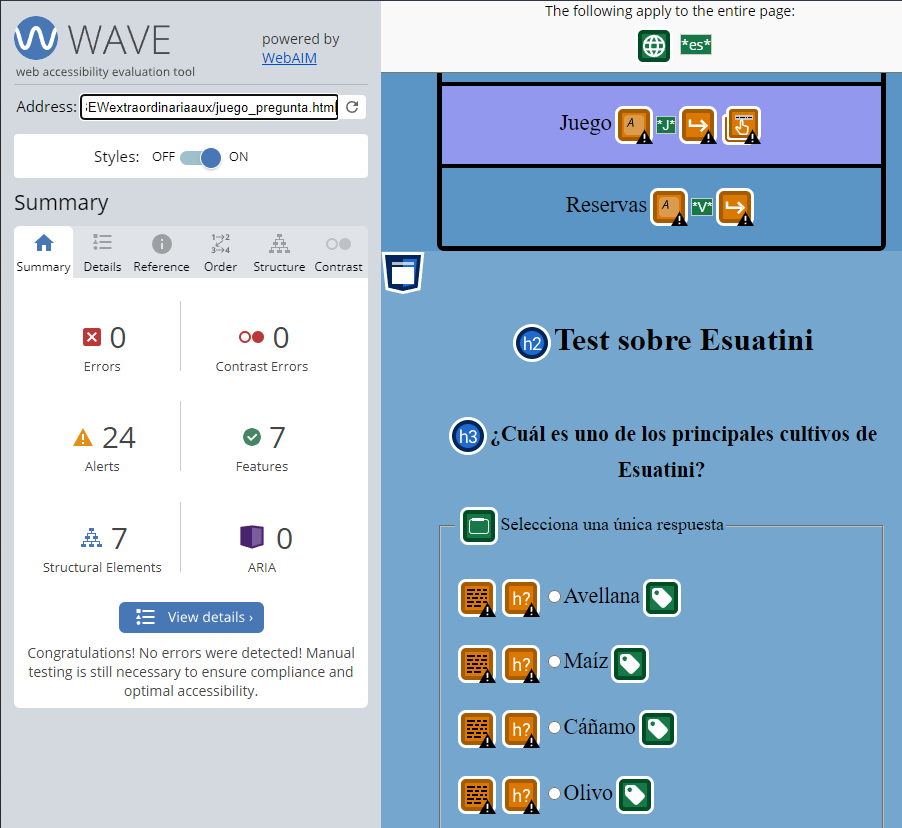 WAVE
web accessibility evaluation tool
powered by
WebAIM
Address: EWextraordinariaaux/juego_pregunta.html
Styles: OFF ON
Summary
Summary Details Reference Order Structure Contrast
0
Errors
0
Contrast Errors
24
Alerts
7
Features
7
Structural Elements
0
ARIA
View details ›
Congratulations! No errors were detected! Manual
testing is still necessary to ensure compliance and
optimal accessibility.
The following apply to the entire page:
*es*
Juego A *J*
Reservas A *V*
h2 Test sobre Esuatini
h3 ¿Cuál es uno de los principales cultivos de
Esuatini?
Selecciona una única respuesta
h? Avellana
h? Maíz
h? Cáñamo
h? Olivo